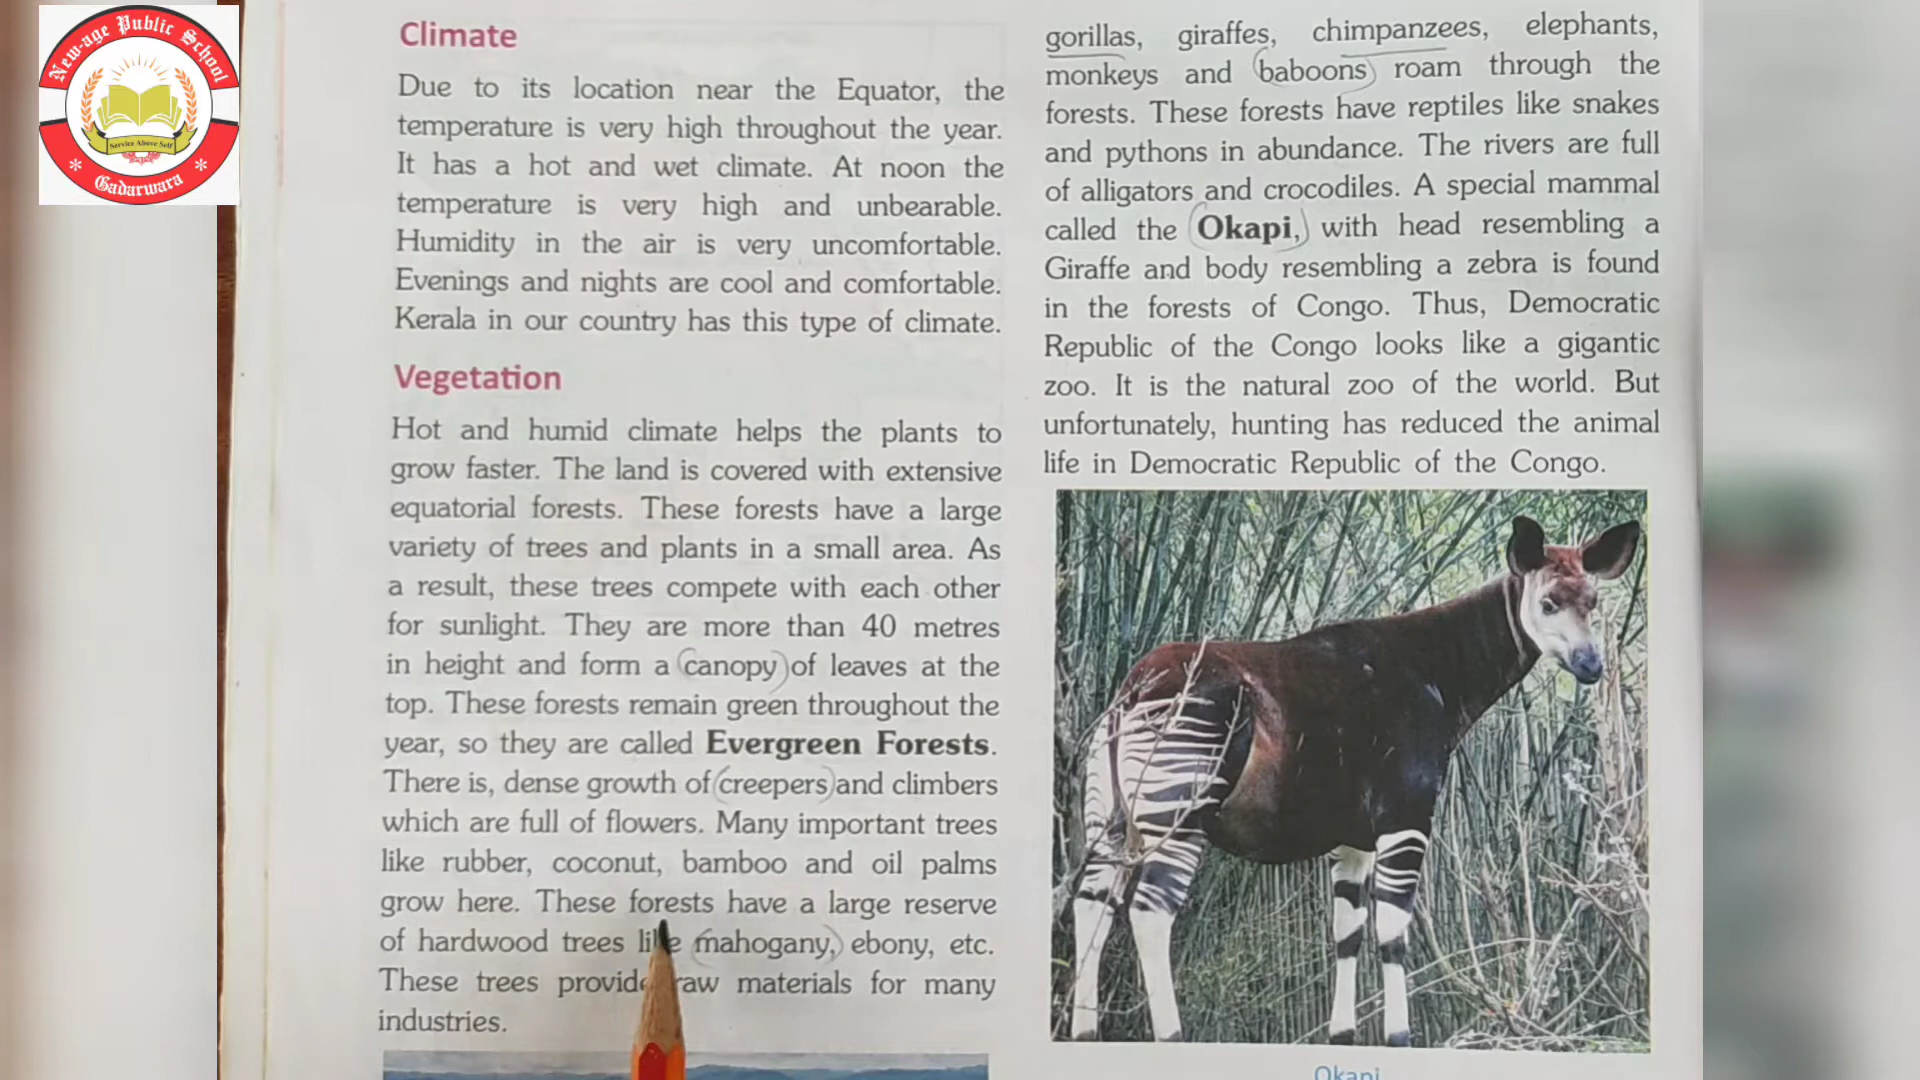 New-age Public School
Service Above Self
Gadarwara
Climate
Due to its location near the Equator, the
temperature is very high throughout the year.
It has a hot and wet climate. At noon the
temperature is very high and unbearable.
Humidity in the air is very uncomfortable.
Evenings and nights are cool and comfortable.
Kerala in our country has this type of climate.
Vegetation
Hot and humid climate helps the plants to
grow faster. The land is covered with extensive
equatorial forests. These forests have a large
variety of trees and plants in a small area. As
a result, these trees compete with each other
for sunlight. They are more than 40 metres
in height and form a canopy of leaves at the
top. These forests remain green throughout the
year, so they are called Evergreen Forests.
There is, dense growth of creepers and climbers
which are full of flowers. Many important trees
like rubber, coconut, bamboo and oil palms
grow here. These forests have a large reserve
of hardwood trees like mahogany, ebony, etc.
These trees provide raw materials for many
industries.
gorillas, giraffes, chimpanzees, elephants,
monkeys and baboons roam through the
forests. These forests have reptiles like snakes
and pythons in abundance. The rivers are full
of alligators and crocodiles. A special mammal
called the Okapi, with head resembling a
Giraffe and body resembling a zebra is found
in the forests of Congo. Thus, Democratic
Republic of the Congo looks like a gigantic
zoo. It is the natural zoo of the world. But
unfortunately, hunting has reduced the animal
life in Democratic Republic of the Congo.
Okapi